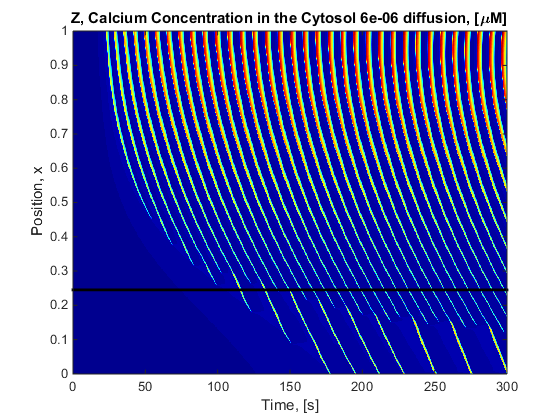 Z, Calcium Concentration in the Cytosol 6e-06 diffusion, [μM]
1
0.9
0.8
0.7
0.6
0.5
0.4
0.3
0.2
0.1
0
Position, x
0 50 100 150 200 250 300
Time, [s]